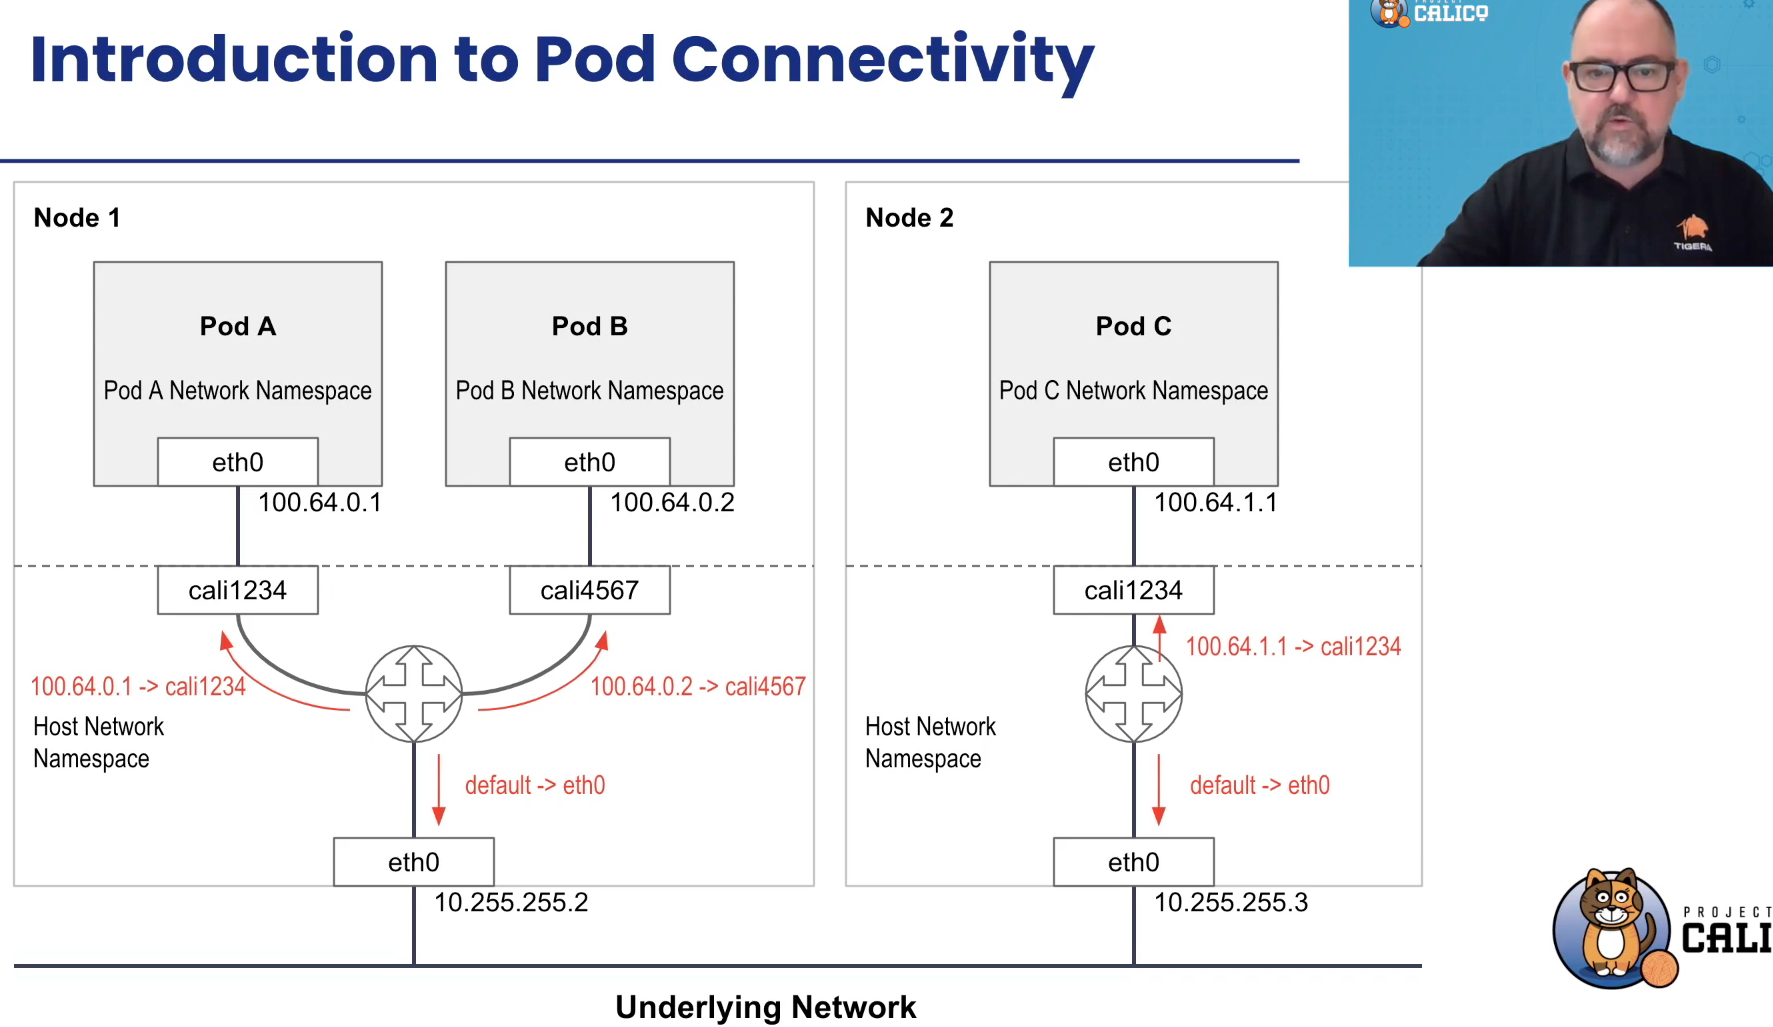 Introduction to Pod Connectivity
CALICO
TIGERA
Node 1
Pod A
Pod A Network Namespace
eth0
100.64.0.1
Pod B
Pod B Network Namespace
eth0
100.64.0.2
cali1234
cali4567
100.64.0.1 -> cali1234
100.64.0.2 -> cali4567
Host Network
Namespace
default -> eth0
eth0
10.255.255.2
Node 2
Pod C
Pod C Network Namespace
eth0
100.64.1.1
cali1234
100.64.1.1 -> cali1234
Host Network
Namespace
default -> eth0
eth0
10.255.255.3
Underlying Network
PROJECT
CALI